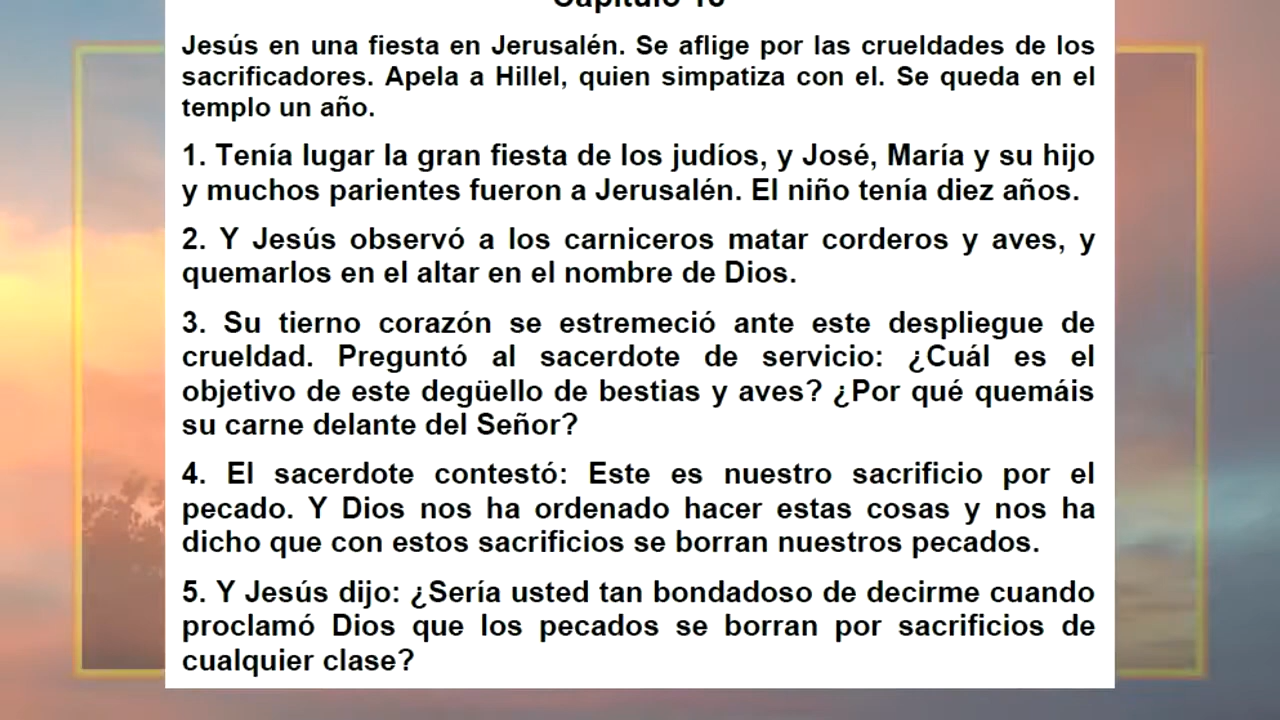 Jesús en una fiesta en Jerusalén. Se aflige por las crueldades de los
sacrificadores. Apela a Hillel, quien simpatiza con el. Se queda en el
templo un año.
1. Tenía lugar la gran fiesta de los judíos, y José, María y su hijo
y muchos parientes fueron a Jerusalén. El niño tenía diez años.
2. Y Jesús observó a los carniceros matar corderos y aves, y
quemarlos en el altar en el nombre de Dios.
3. Su tierno corazón se estremeció ante este despliegue de
crueldad. Preguntó al sacerdote de servicio: ¿Cuál es el
objetivo de este degüello de bestias y aves? ¿Por qué quemáis
su carne delante del Señor?
4. El sacerdote contestó: Este es nuestro sacrificio por el
pecado. Y Dios nos ha ordenado hacer estas cosas y nos ha
dicho que con estos sacrificios se borran nuestros pecados.
5. Y Jesús dijo: ¿Sería usted tan bondadoso de decirme cuando
proclamó Dios que los pecados se borran por sacrificios de
cualquier clase?